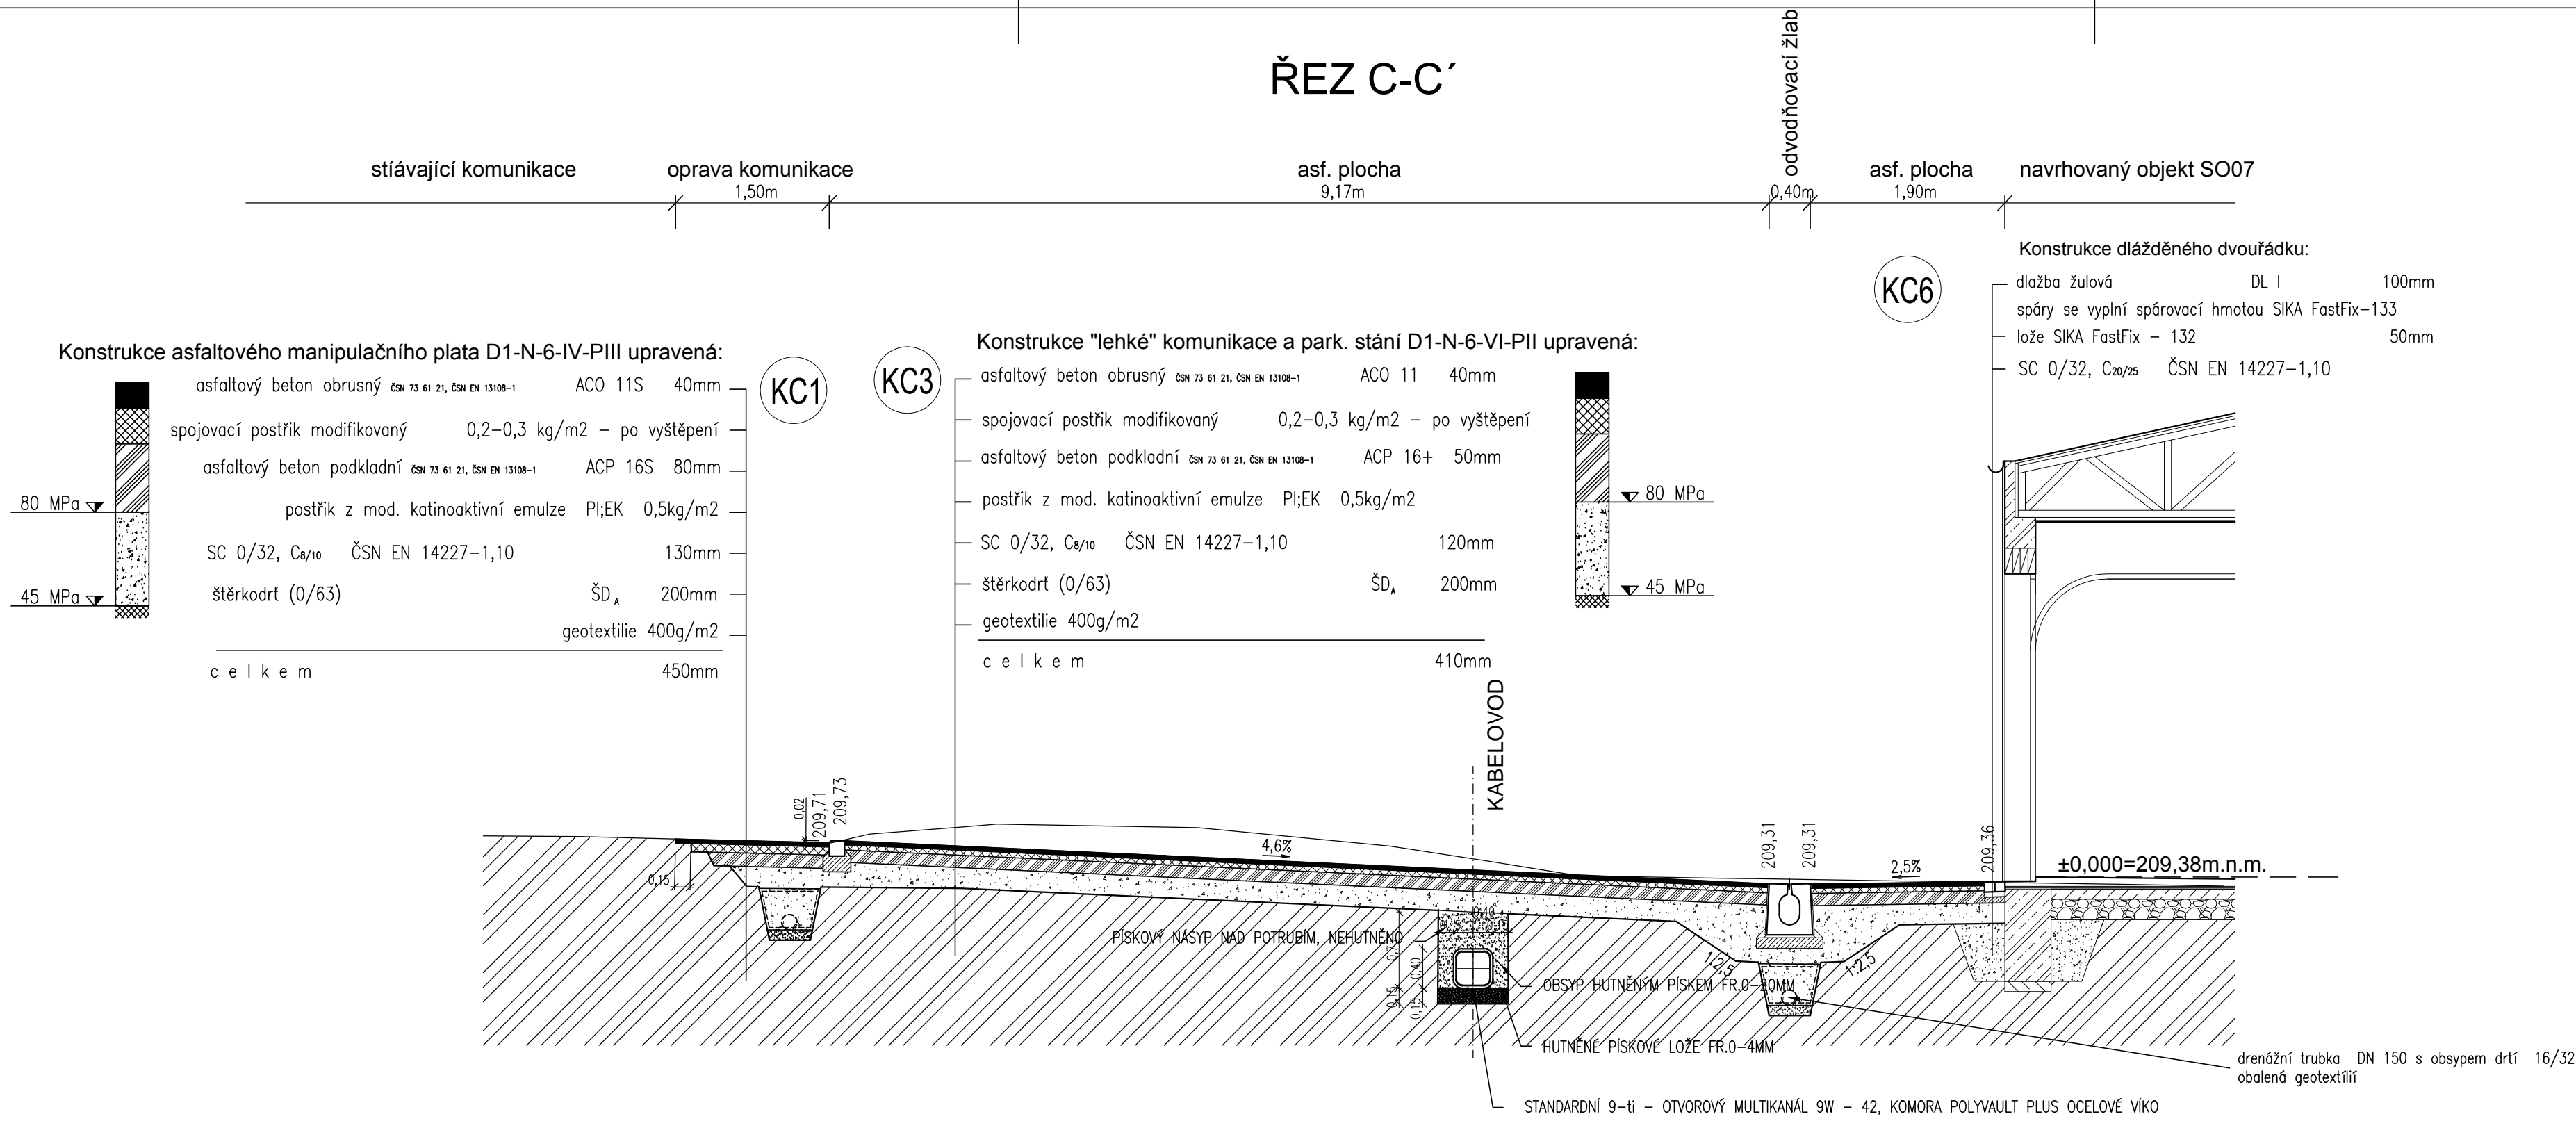 ŘEZ C-C´
odvodňovací žlab
stíávající komunikace
oprava komunikace
1,50m
asf. plocha
9,17m
0,40m
asf. plocha
1,90m
navrhovaný objekt SO07
KC6
Konstrukce dlážděného dvouřádku:
dlažba žulová DL I 100mm
spáry se vyplní spárovací hmotou SIKA FastFix-133
lože SIKA FastFix - 132 50mm
SC 0/32, C20/25 ČSN EN 14227-1,10
Konstrukce asfaltového manipulačního plata D1-N-6-IV-PIII upravená:
KC1
asfaltový beton obrusný ČSN 73 61 21, ČSN EN 13108-1 ACO 11S 40mm
spojovací postřik modifikovaný 0,2-0,3 kg/m2 - po vyštěpení
asfaltový beton podkladní ČSN 73 61 21, ČSN EN 13108-1 ACP 16S 80mm
80 MPa
postřik z mod. katinoaktivní emulze PI;EK 0,5kg/m2
SC 0/32, C8/10 ČSN EN 14227-1,10 130mm
45 MPa
štěrkodrť (0/63) ŠDA 200mm
geotextilie 400g/m2
celkem 450mm
KC3
Konstrukce "lehké" komunikace a park. stání D1-N-6-VI-PII upravená:
asfaltový beton obrusný ČSN 73 61 21, ČSN EN 13108-1 ACO 11 40mm
spojovací postřik modifikovaný 0,2-0,3 kg/m2 - po vyštěpení
asfaltový beton podkladní ČSN 73 61 21, ČSN EN 13108-1 ACP 16+ 50mm
80 MPa
postřik z mod. katinoaktivní emulze PI;EK 0,5kg/m2
SC 0/32, C8/10 ČSN EN 14227-1,10 120mm
štěrkodrť (0/63) ŠDA 200mm
45 MPa
geotextilie 400g/m2
celkem 410mm
KABELOVOD
0,02
209,71
209,73
4,6%
209,31
209,31
2,5%
209,36
±0,000=209,38m.n.m.
0,15
PÍSKOVÝ NÁSYP NAD POTRUBÍM, NEHUTNĚNO
0,40
0,15
0,15
1:2,5
1:2,5
OBSYP HUTNĚNÝM PÍSKEM FR.0-20MM
HUTNĚNÉ PÍSKOVÉ LOŽE FR.0-4MM
drenážní trubka DN 150 s obsypem drtí 16/32
obalená geotextílií
STANDARDNÍ 9-ti - OTVOROVÝ MULTIKANÁL 9W - 42, KOMORA POLYVAULT PLUS OCELOVÉ VÍKO